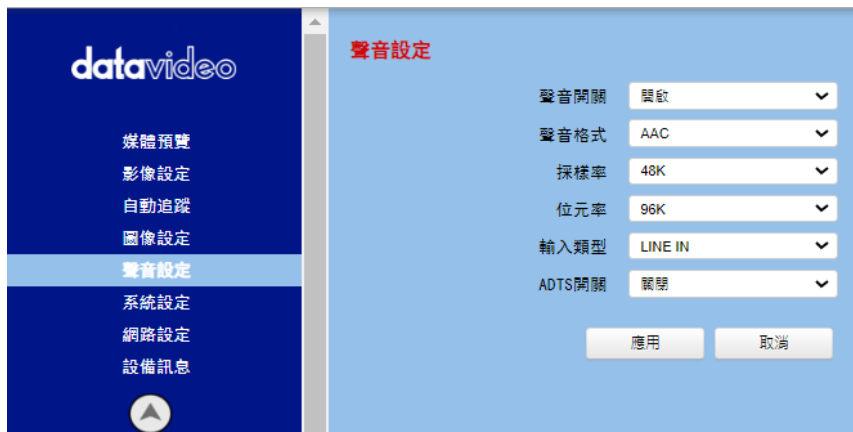 datavideo
媒體預覽
影像設定
自動追蹤
圖像設定
聲音設定
系統設定
網路設定
設備訊息
聲音設定
聲音開關 開啟
聲音格式 AAC
採樣率 48K
位元率 96K
輸入類型 LINE IN
ADTS開關 關閉
應用 取消